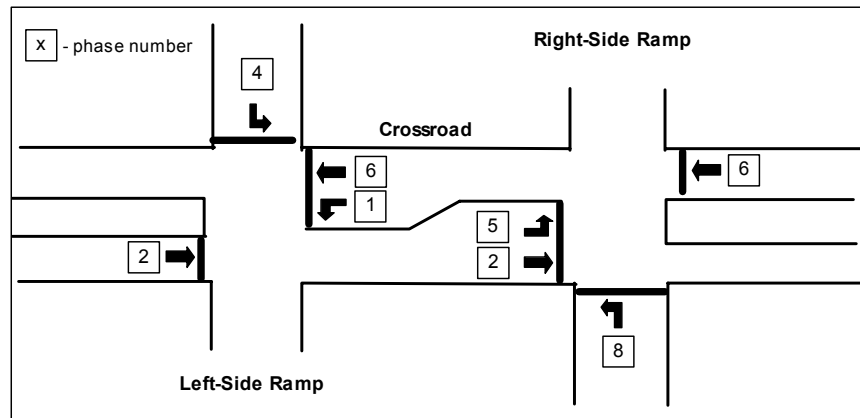 x - phase number
Right-Side Ramp
4
Crossroad
6
6
1
5
2
2
8
Left-Side Ramp